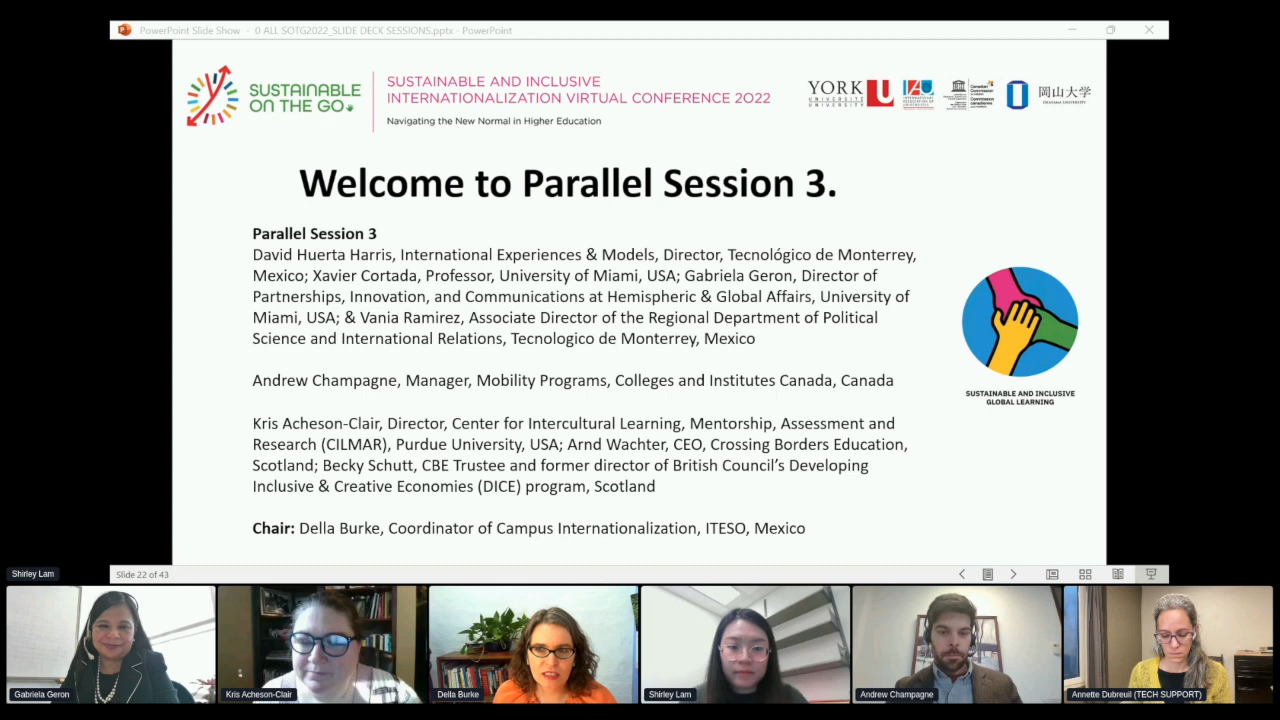 PowerPoint Slide Show - 0 ALL SOTG2022_SLIDE DECK SESSIONS.pptx - PowerPoint
SUSTAINABLE
ON THE GO
SUSTAINABLE AND INCLUSIVE
INTERNATIONALIZATION VIRTUAL CONFERENCE 2022
Navigating the New Normal in Higher Education
YORK U
UNIVERSITÉ
UNIVERSITY
IAU
岡山大学
OKAYAMA UNIVERSITY
Welcome to Parallel Session 3.
Parallel Session 3
David Huerta Harris, International Experiences & Models, Director, Tecnológico de Monterrey,
Mexico; Xavier Cortada, Professor, University of Miami, USA; Gabriela Geron, Director of
Partnerships, Innovation, and Communications at Hemispheric & Global Affairs, University of
Miami, USA; & Vania Ramirez, Associate Director of the Regional Department of Political
Science and International Relations, Tecnologico de Monterrey, Mexico
Andrew Champagne, Manager, Mobility Programs, Colleges and Institutes Canada, Canada
Kris Acheson-Clair, Director, Center for Intercultural Learning, Mentorship, Assessment and
Research (CILMAR), Purdue University, USA; Arnd Wachter, CEO, Crossing Borders Education,
Scotland; Becky Schutt, CBE Trustee and former director of British Council's Developing
Inclusive & Creative Economies (DICE) program, Scotland
Chair: Della Burke, Coordinator of Campus Internationalization, ITESO, Mexico
SUSTAINABLE AND INCLUSIVE
GLOBAL LEARNING
Shirley Lam
Slide 22 of 43
Gabriela Geron
Kris Acheson-Clair
Della Burke
Shirley Lam
Andrew Champagne
Annette Dubreuil (TECH SUPPORT)